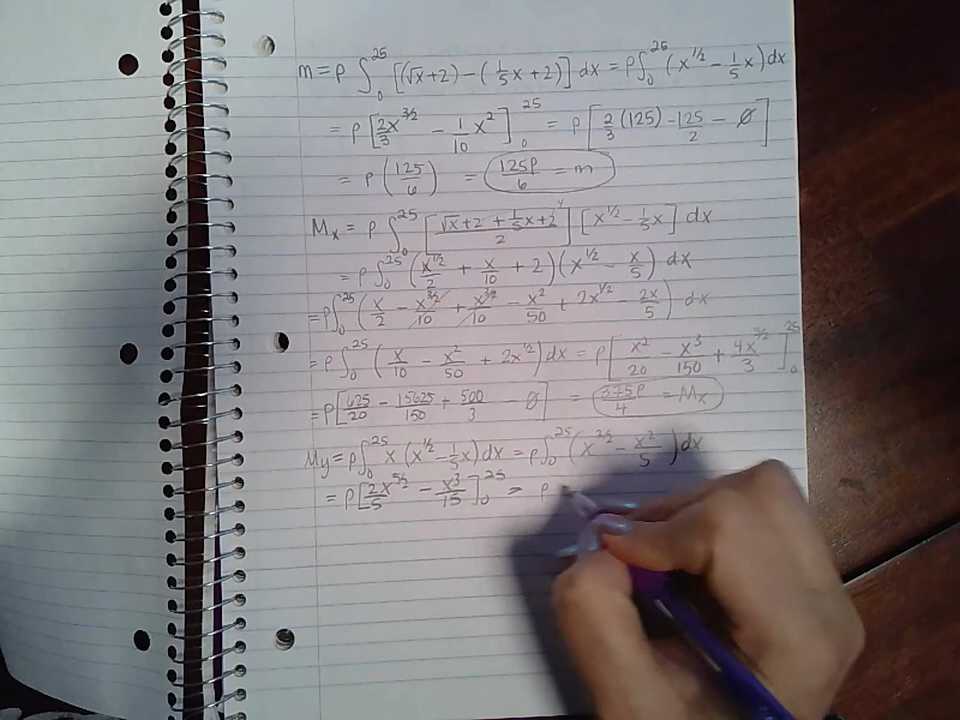 m = ρ ∫₀²⁵ [(√x+2) − (1/5 x + 2)] dx = ρ∫₀²⁵ (x^1/2 − 1/5 x) dx
= ρ [2/3 x^3/2 − 1/10 x²]₀²⁵ = ρ [2/3 (125) − 125/2 − 0]
= ρ (125/6) = 125ρ/6 = m
Mx = ρ ∫₀²⁵ [(√x+2 + 1/5 x+2)/2] [x^1/2 − 1/5 x] dx
= ρ ∫₀²⁵ (x^1/2/2 + x/10 + 2)(x^1/2 − x/5) dx
= ρ∫₀²⁵ (x/2 − x^3/2/10 + x^3/2/10 − x²/50 + 2x^1/2 − 2x/5) dx
= ρ ∫₀²⁵ (x/10 − x²/50 + 2x^1/2) dx = ρ[x²/20 − x³/150 + 4x^3/2/3]₀²⁵
= ρ[625/20 − 15625/150 + 500/3 − 0] = 375ρ/4 = Mx
My = ρ∫₀²⁵ x (x^1/2 − 1/5 x) dx = ρ∫₀²⁵ (x^3/2 − x²/5) dx
= ρ[2/5 x^5/2 − x³/15]₀²⁵ = ρ